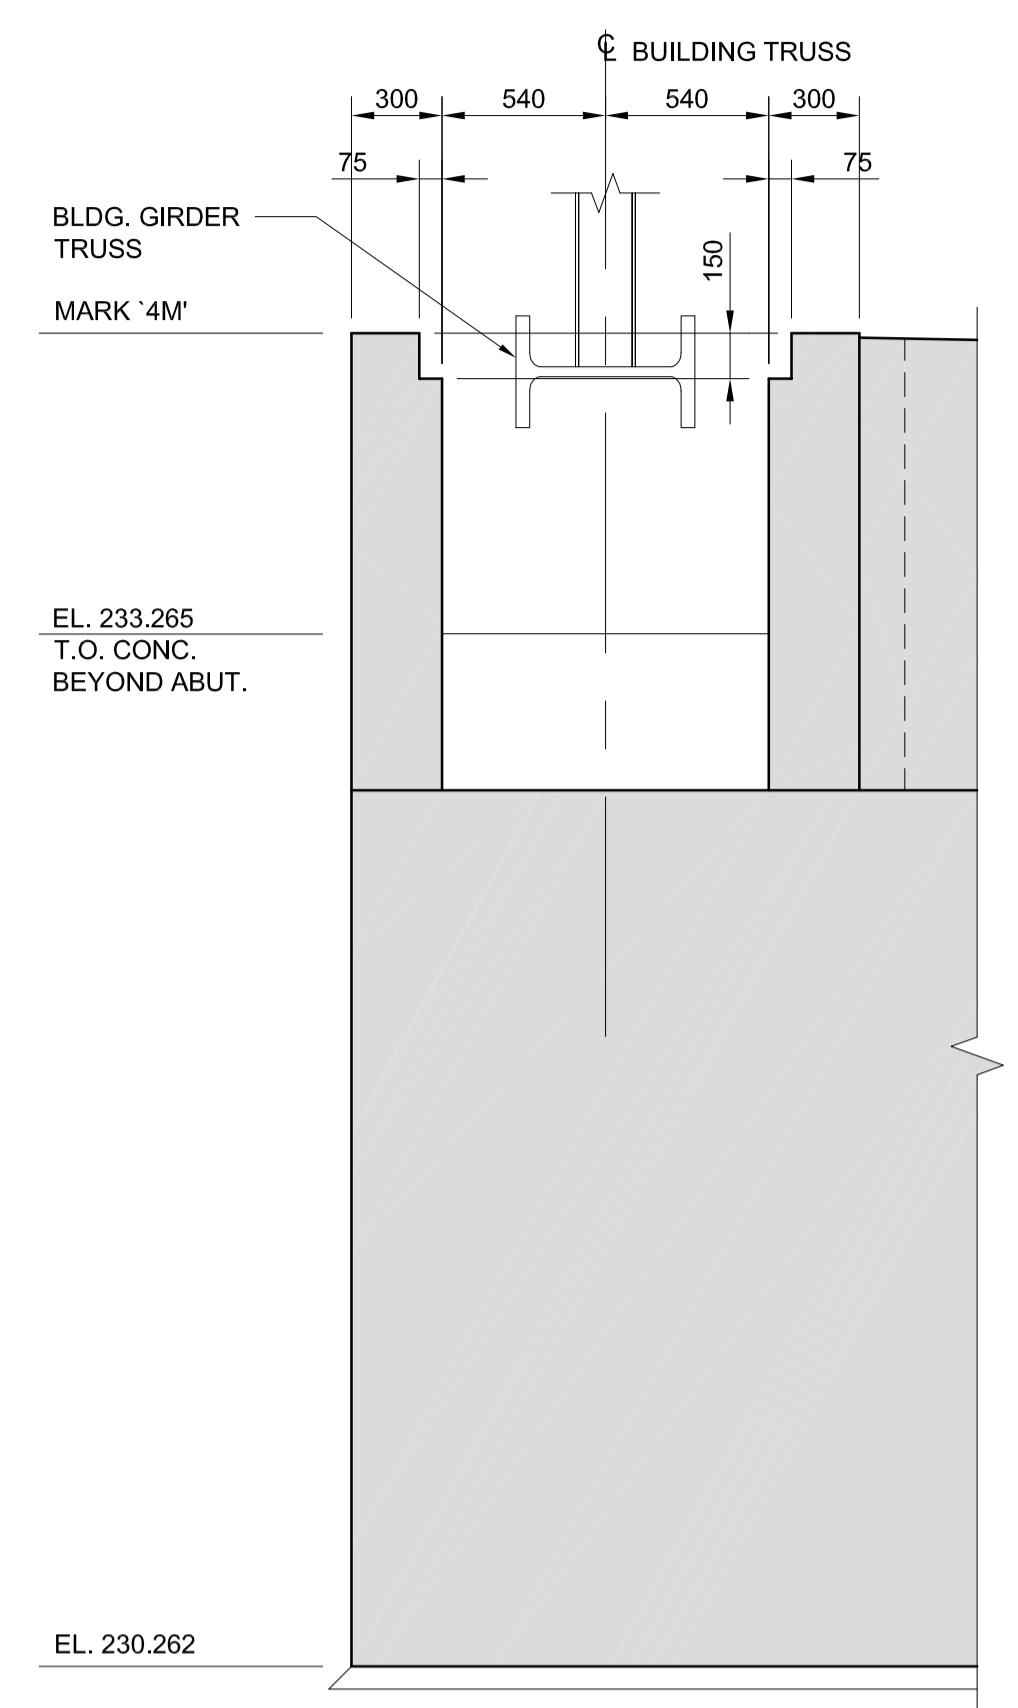 ℄ BUILDING TRUSS
300 540 540 300
75 75
BLDG. GIRDER
TRUSS
150
MARK `4M'
EL. 233.265
T.O. CONC.
BEYOND ABUT.
EL. 230.262